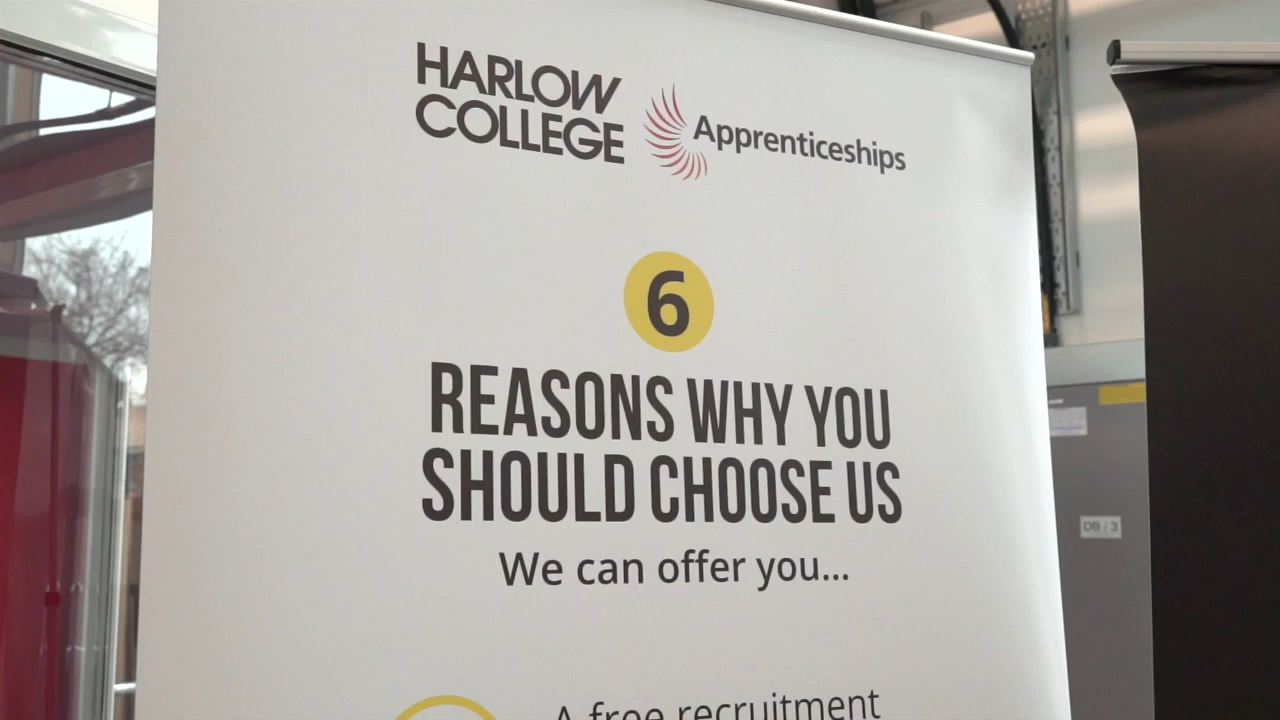 HARLOW
COLLEGE
Apprenticeships
6
REASONS WHY YOU
SHOULD CHOOSE US
We can offer you...
A free recruitment
DB / 3